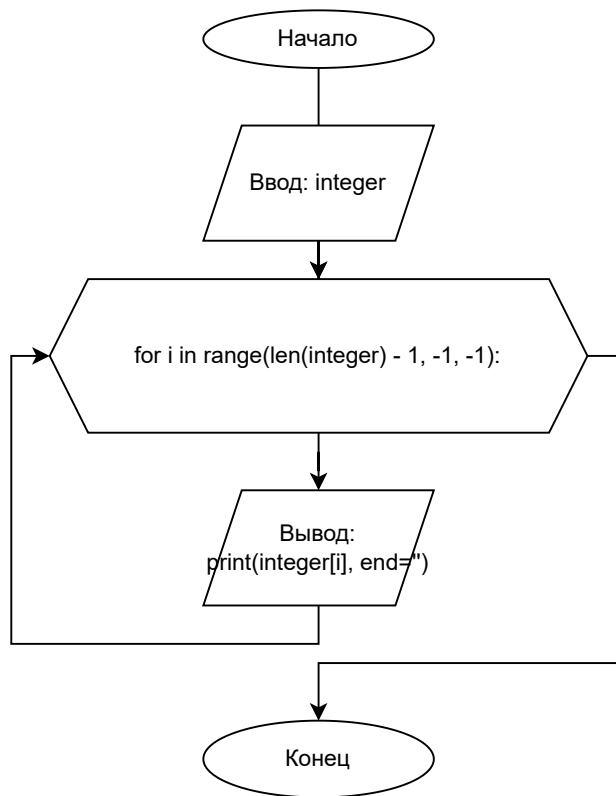 Начало
Ввод: integer
for i in range(len(integer) - 1, -1, -1):
Вывод:
print(integer[i], end='')
Конец